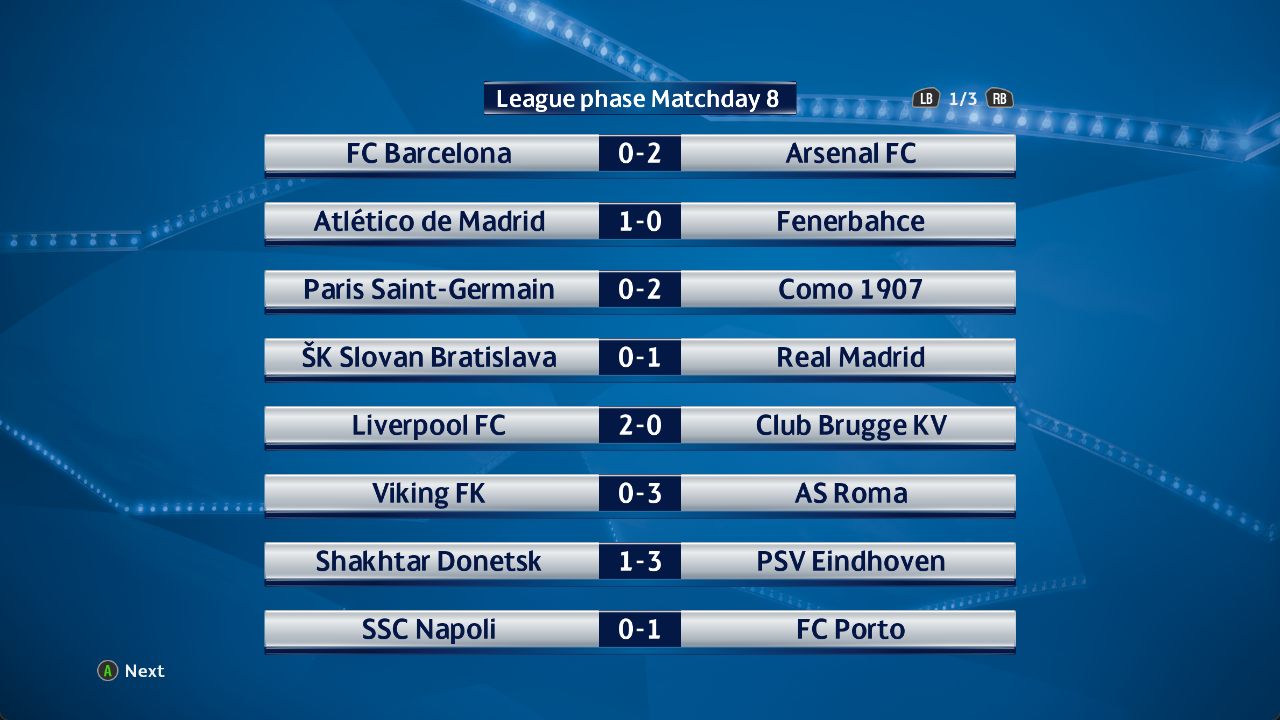 League phase Matchday 8
LB 1/3 RB
FC Barcelona 0-2 Arsenal FC
Atlético de Madrid 1-0 Fenerbahce
Paris Saint-Germain 0-2 Como 1907
ŠK Slovan Bratislava 0-1 Real Madrid
Liverpool FC 2-0 Club Brugge KV
Viking FK 0-3 AS Roma
Shakhtar Donetsk 1-3 PSV Eindhoven
SSC Napoli 0-1 FC Porto
A Next